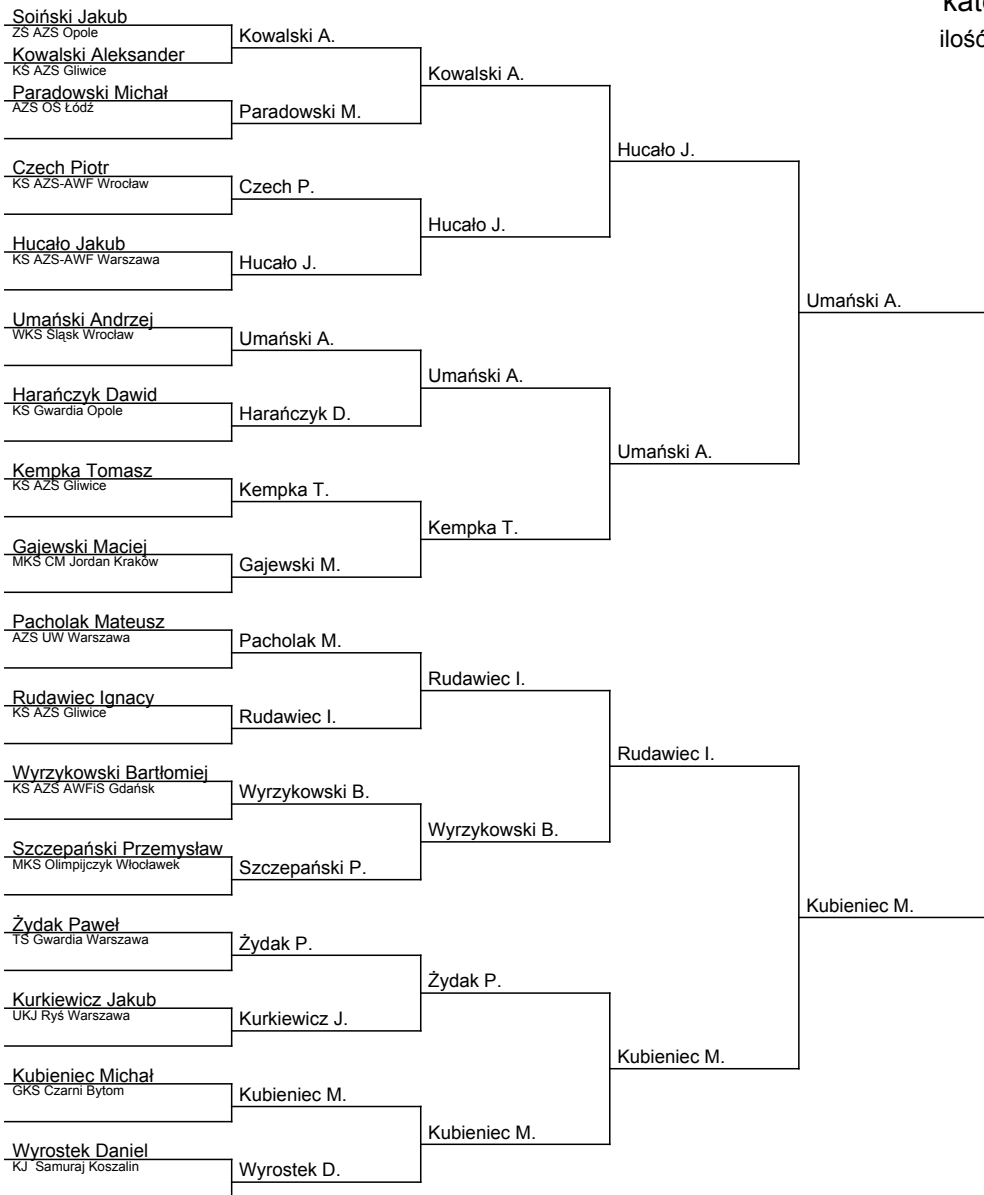 kate
ilość
Soiński Jakub
ZS AZS Opole
Kowalski Aleksander
KS AZS Gliwice
Paradowski Michał
AZS OS Łódź
Czech Piotr
KS AZS-AWF Wrocław
Hucało Jakub
KS AZS-AWF Warszawa
Umański Andrzej
WKS Śląsk Wrocław
Harańczyk Dawid
KS Gwardia Opole
Kempka Tomasz
KS AZS Gliwice
Gajewski Maciej
MKS CM Jordan Kraków
Pacholak Mateusz
AZS UW Warszawa
Rudawiec Ignacy
KS AZS Gliwice
Wyrzykowski Bartłomiej
KS AZS AWFiS Gdańsk
Szczepański Przemysław
MKS Olimpijczyk Włocławek
Żydak Paweł
TS Gwardia Warszawa
Kurkiewicz Jakub
UKJ Ryś Warszawa
Kubieniec Michał
GKS Czarni Bytom
Wyrostek Daniel
KJ Samuraj Koszalin
Kowalski A.
Paradowski M.
Czech P.
Hucało J.
Umański A.
Harańczyk D.
Kempka T.
Gajewski M.
Pacholak M.
Rudawiec I.
Wyrzykowski B.
Szczepański P.
Żydak P.
Kurkiewicz J.
Kubieniec M.
Wyrostek D.
Kowalski A.
Hucało J.
Umański A.
Kempka T.
Rudawiec I.
Wyrzykowski B.
Żydak P.
Kubieniec M.
Hucało J.
Umański A.
Rudawiec I.
Kubieniec M.
Umański A.
Kubieniec M.